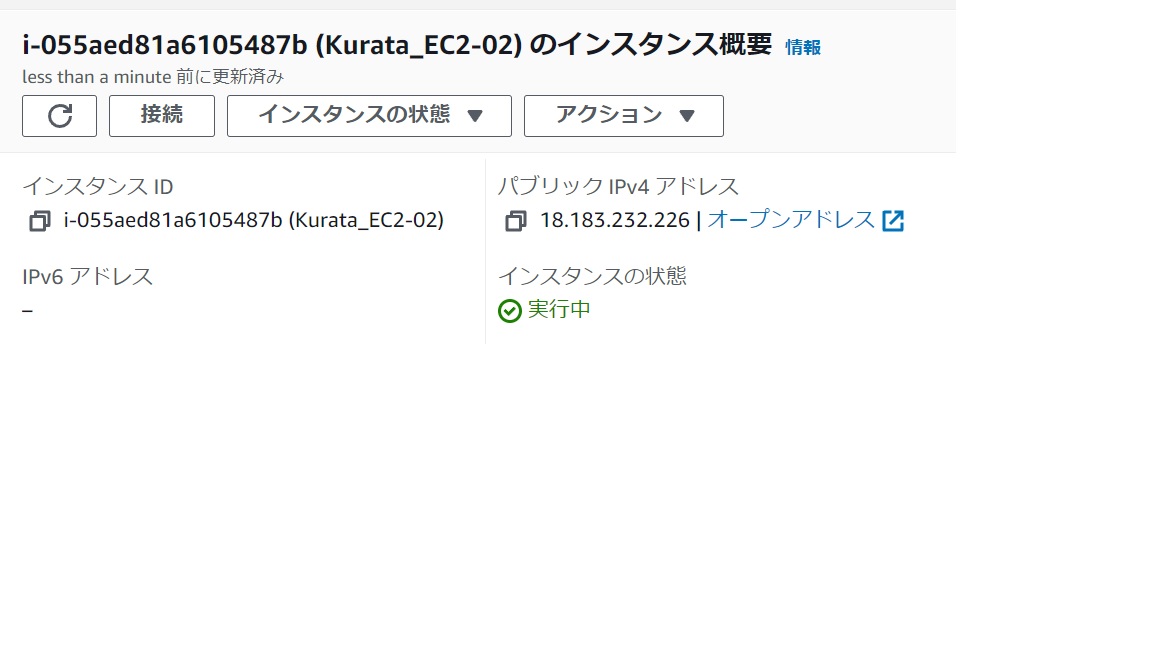 i-055aed81a6105487b (Kurata_EC2-02) のインスタンス概要 情報
less than a minute 前に更新済み
接続 インスタンスの状態 ▼ アクション ▼
インスタンス ID
i-055aed81a6105487b (Kurata_EC2-02)
パブリック IPv4 アドレス
18.183.232.226 | オープンアドレス
IPv6 アドレス
–
インスタンスの状態
実行中